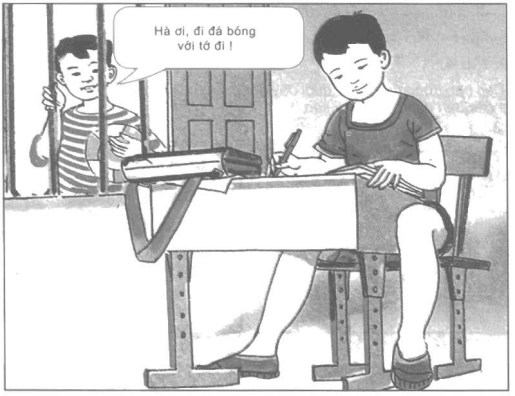 Hà ơi, đi đá bóng
với tớ đi !